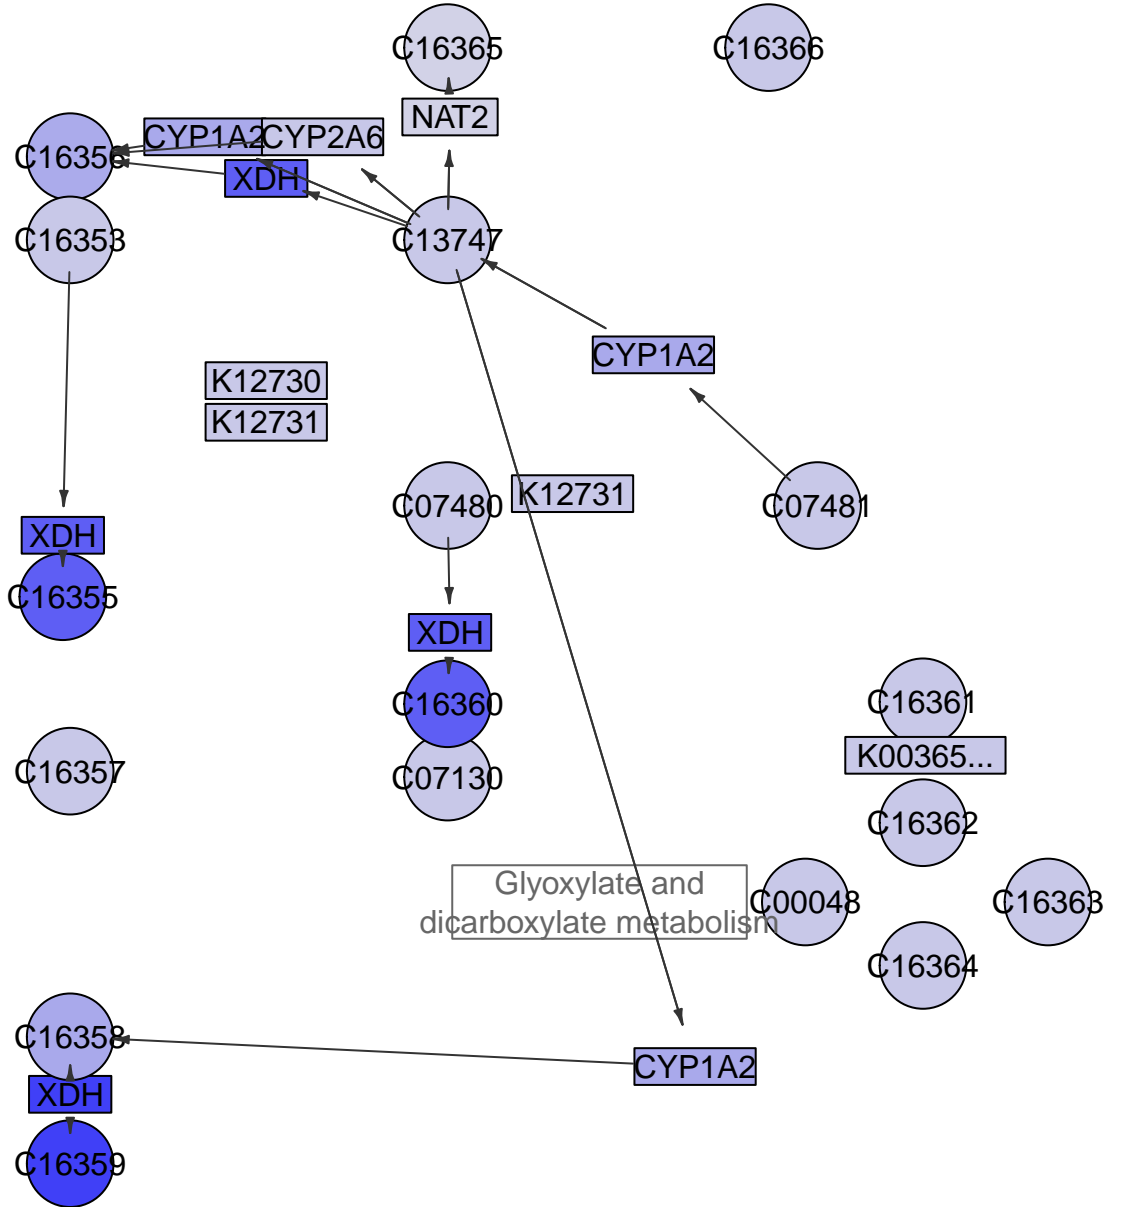 C16365
C16366
NAT2
CYP1A2
CYP2A6
C16356
XDH
C16353
C13747
CYP1A2
K12730
K12731
K12731
C07480
C07481
XDH
C16355
XDH
C16361
C16360
K00365...
C16357
C07130
C16362
Glyoxylate and
dicarboxylate metabolism
C00048
C16363
C16364
C16358
CYP1A2
XDH
C16359